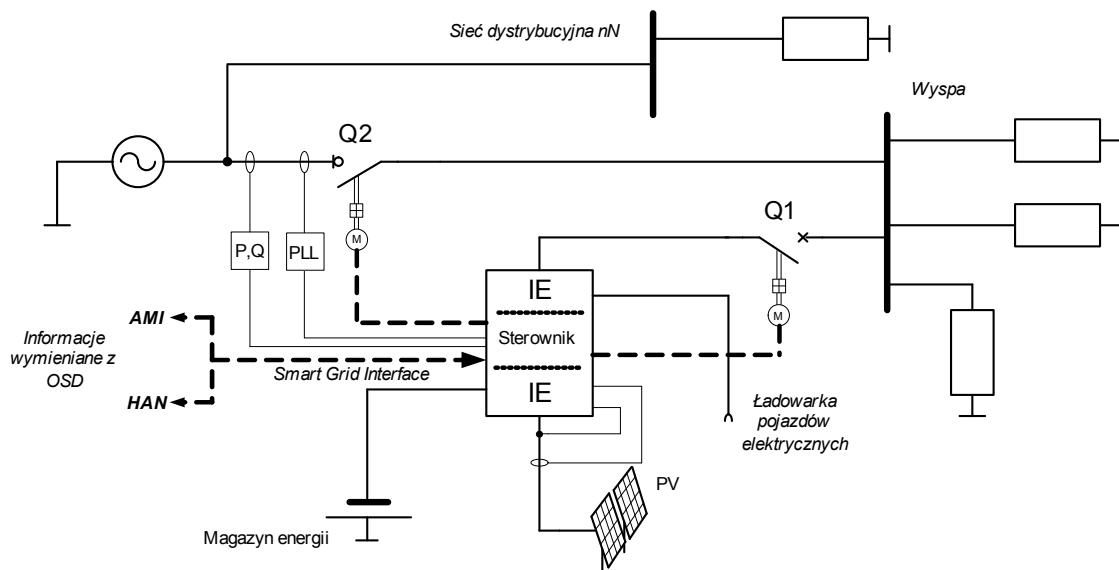 Sieć dystrybucyjna nN
Wyspa
Q2
Q1
M
P,Q
PLL
M
IE
Sterownik
IE
AMI
Informacje
wymieniane z
OSD
Smart Grid Interface
HAN
Ładowarka
pojazdów
elektrycznych
PV
Magazyn energii